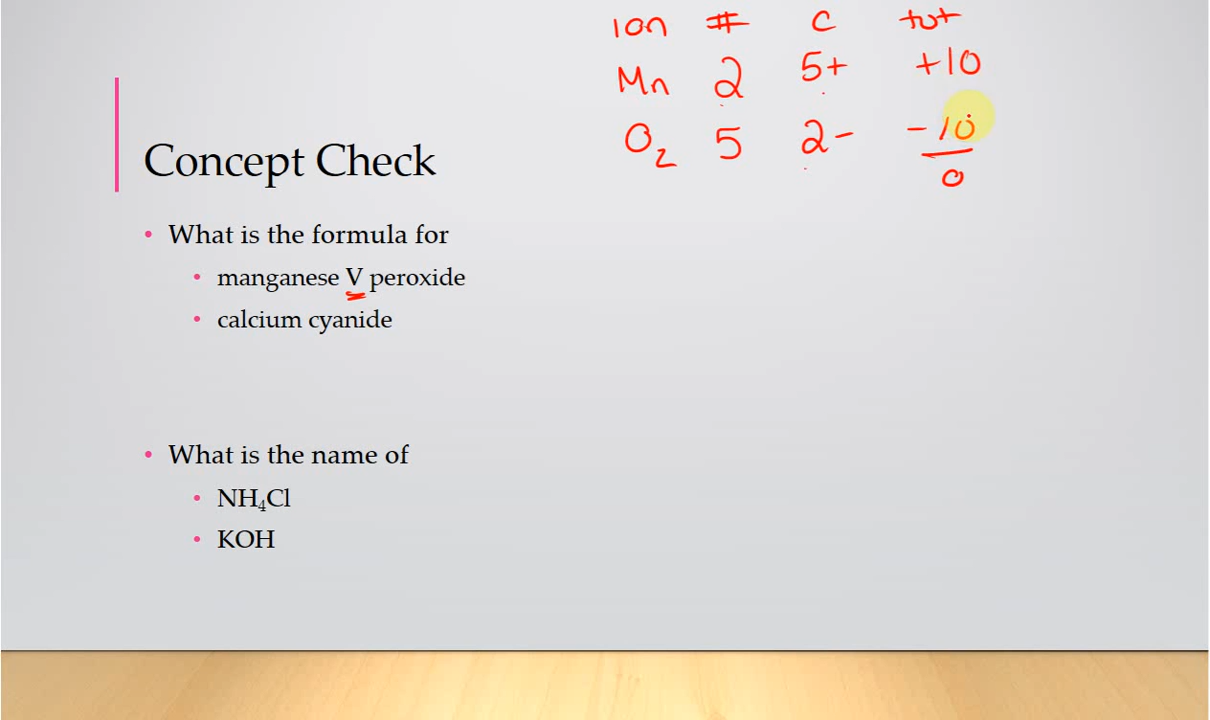 Ion # C tot
Mn 2 5+ +10
O₂ 5 2- -10
0
Concept Check
• What is the formula for
• manganese V peroxide
• calcium cyanide
• What is the name of
• NH₄Cl
• KOH